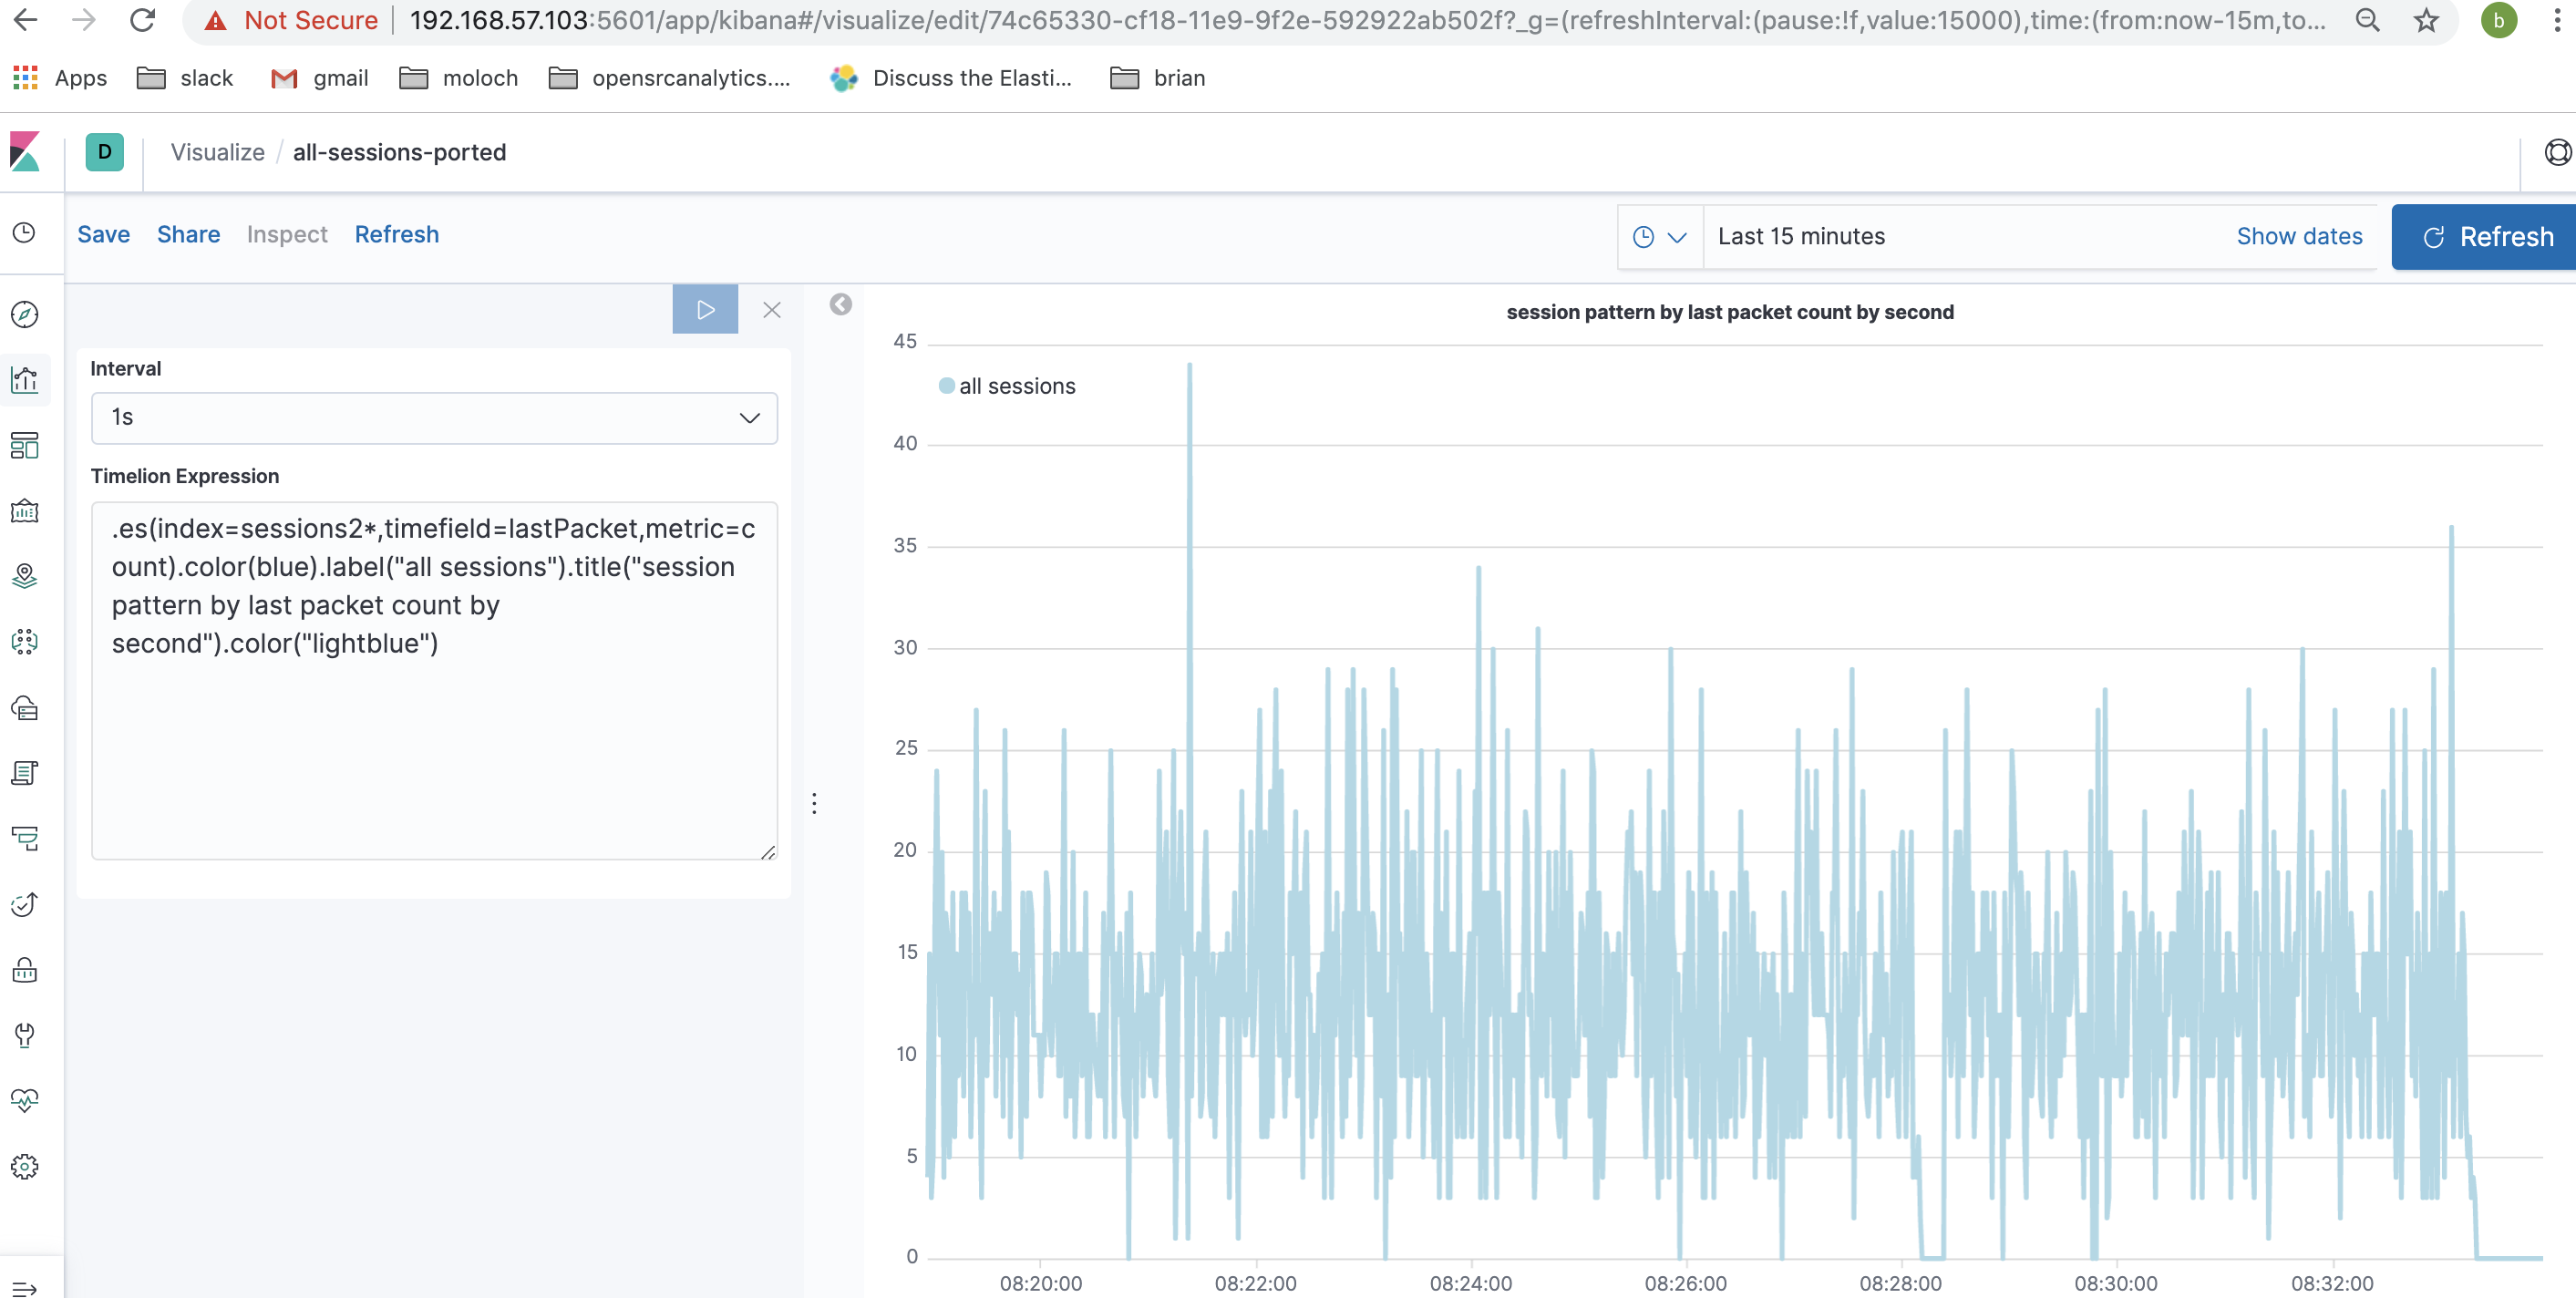 Not Secure 192.168.57.103:5601/app/kibana#/visualize/edit/74c65330-cf18-11e9-9f2e-592922ab502f?_g=(refreshInterval:(pause:!f,value:15000),time:(from:now-15m,to...
b
Apps slack gmail moloch opensrcanalytics.... Discuss the Elasti... brian
D Visualize / all-sessions-ported
Save Share Inspect Refresh
Last 15 minutes Show dates Refresh
Interval
1s
Timelion Expression
.es(index=sessions2*,timefield=lastPacket,metric=c
ount).color(blue).label("all sessions").title("session
pattern by last packet count by
second").color("lightblue")
session pattern by last packet count by second
all sessions
45
40
35
30
25
20
15
10
5
0
08:20:00 08:22:00 08:24:00 08:26:00 08:28:00 08:30:00 08:32:00